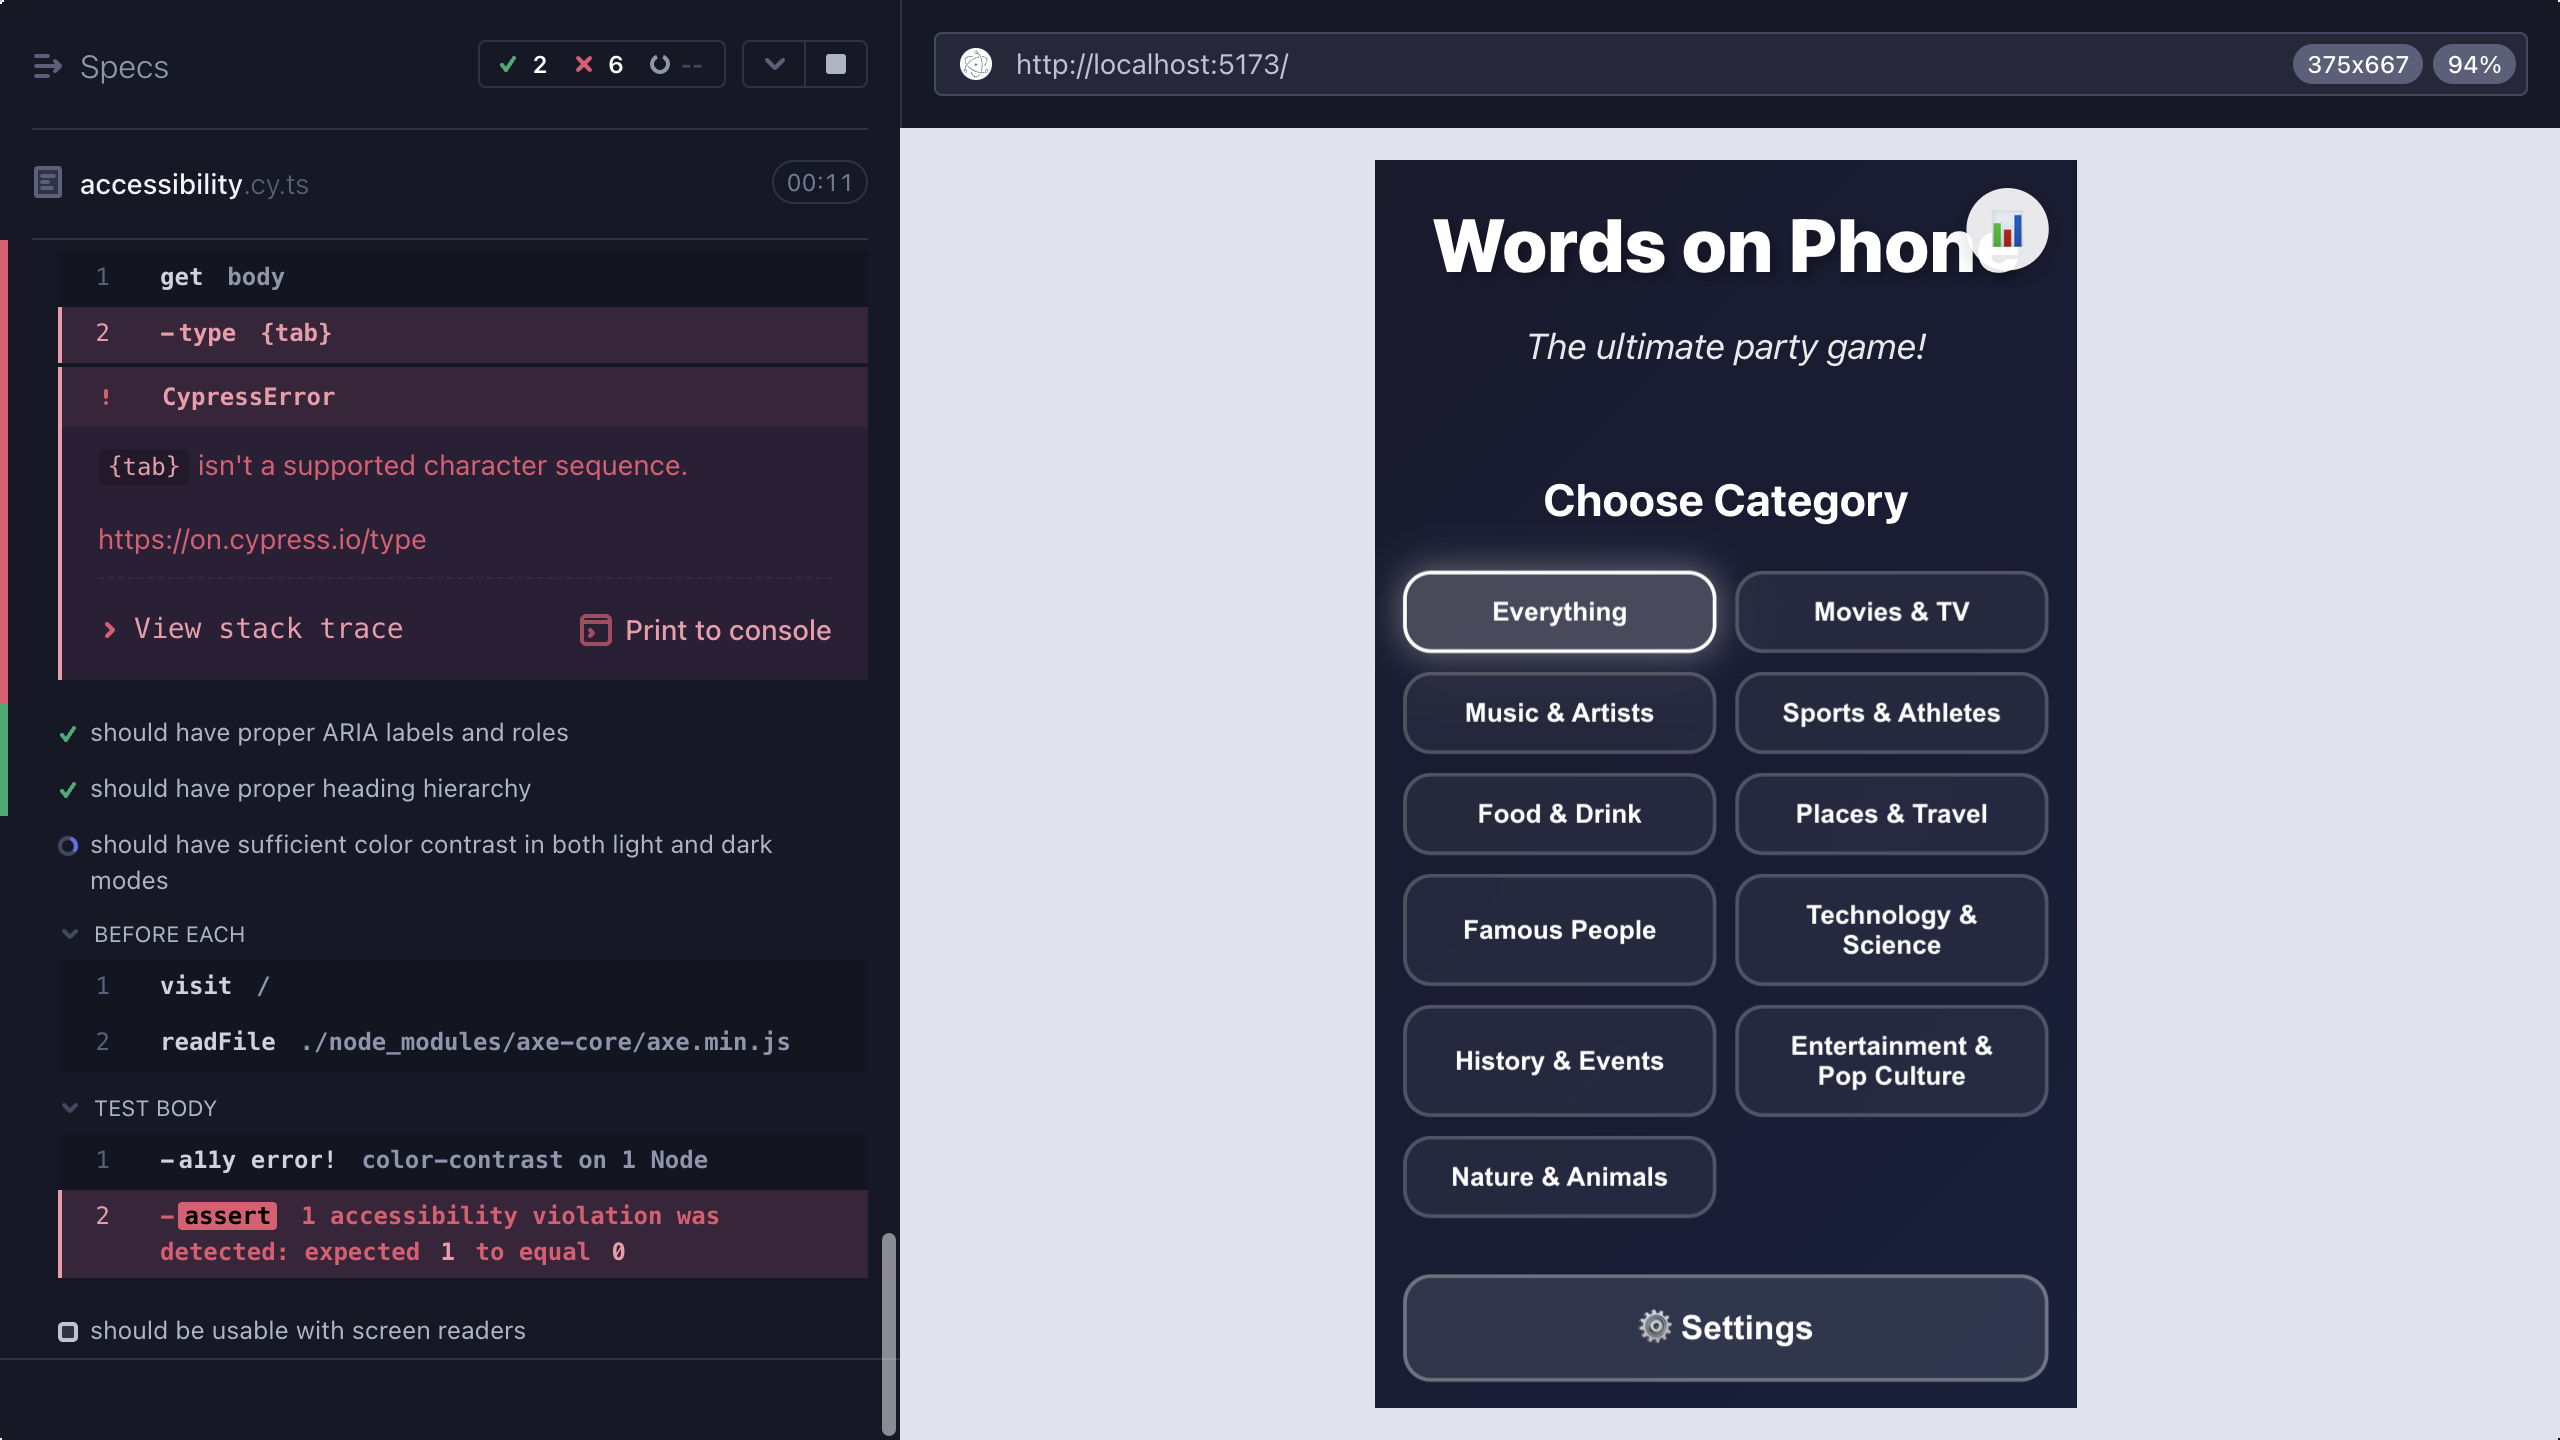 Specs
2
6
--
accessibility.cy.ts
00:11
1 get body
2 -type {tab}
! CypressError
{tab} isn't a supported character sequence.
https://on.cypress.io/type
View stack trace
Print to console
should have proper ARIA labels and roles
should have proper heading hierarchy
should have sufficient color contrast in both light and dark
modes
BEFORE EACH
1 visit /
2 readFile ./node_modules/axe-core/axe.min.js
TEST BODY
1 -a11y error! color-contrast on 1 Node
2 -assert 1 accessibility violation was
detected: expected 1 to equal 0
should be usable with screen readers
http://localhost:5173/
375x667
94%
Words on Phone
The ultimate party game!
Choose Category
Everything
Movies & TV
Music & Artists
Sports & Athletes
Food & Drink
Places & Travel
Famous People
Technology &
Science
History & Events
Entertainment &
Pop Culture
Nature & Animals
Settings